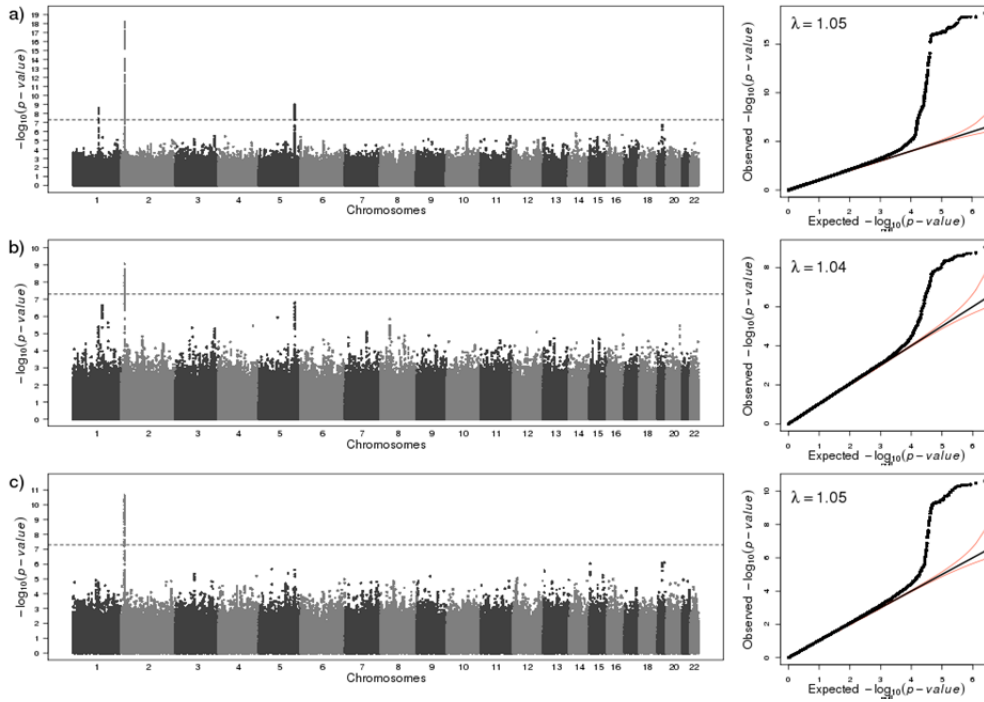 a)
−log₁₀(p−value)
19
18
17
16
15
14
13
12
11
10
9
8
7
6
5
4
3
2
1
0
1 2 3 4 5 6 7 8 9 10 11 12 13 14 15 16 18 20 22
Chromosomes
λ = 1.05
Observed −log₁₀(p−value)
15
10
5
0
0 1 2 3 4 5 6
Expected −log₁₀(p−value)
b)
−log₁₀(p−value)
10
9
8
7
6
5
4
3
2
1
0
1 2 3 4 5 6 7 8 9 10 11 12 13 14 15 16 18 20 22
Chromosomes
λ = 1.04
Observed −log₁₀(p−value)
8
6
4
2
0
0 1 2 3 4 5 6
Expected −log₁₀(p−value)
c)
−log₁₀(p−value)
11
10
9
8
7
6
5
4
3
2
1
0
1 2 3 4 5 6 7 8 9 10 11 12 13 14 15 16 18 20 22
Chromosomes
λ = 1.05
Observed −log₁₀(p−value)
10
8
6
4
2
0
0 1 2 3 4 5 6
Expected −log₁₀(p−value)